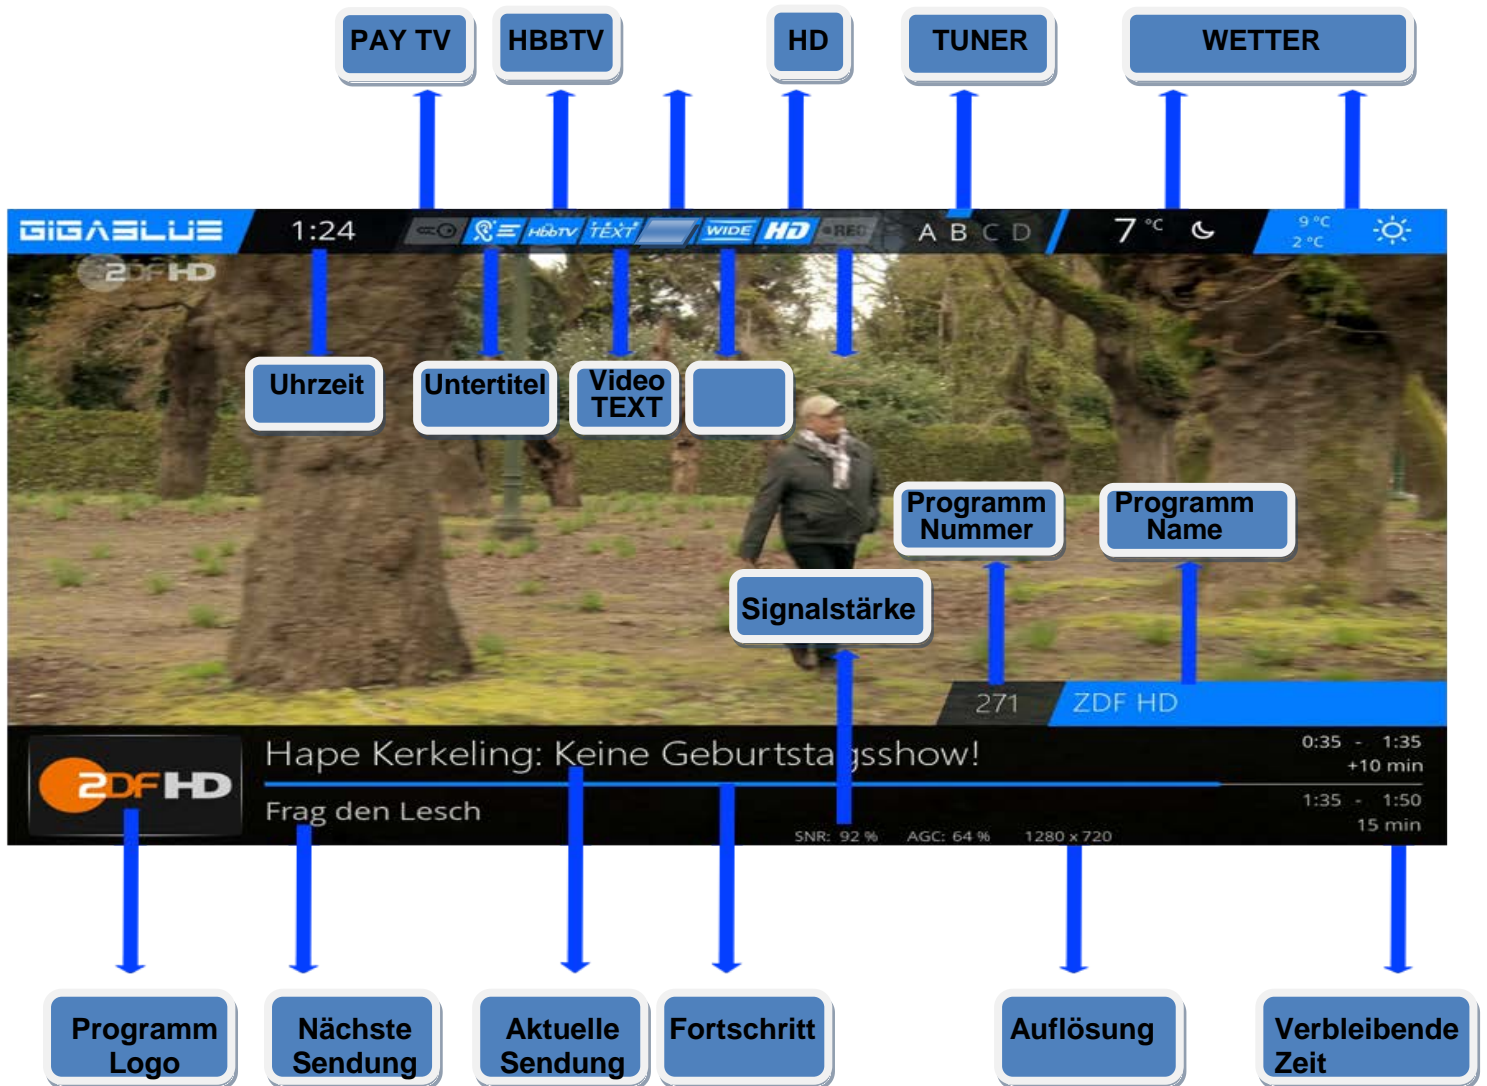 PAY TV
HBBTV
HD
TUNER
WETTER
GIGABLUE
1:24
HbbTV
TEXT
WIDE
HD
REC
A B C D
7 °C
9 °C
2 °C
2DF HD
Uhrzeit
Untertitel
Video
TEXT
Programm
Nummer
Programm
Name
Signalstärke
271
ZDF HD
Hape Kerkeling: Keine Geburtstagsshow!
0:35 - 1:35
+10 min
2DF HD
Frag den Lesch
1:35 - 1:50
15 min
SNR: 92 %
AGC: 64 %
1280 x 720
Programm
Logo
Nächste
Sendung
Aktuelle
Sendung
Fortschritt
Auflösung
Verbleibende
Zeit